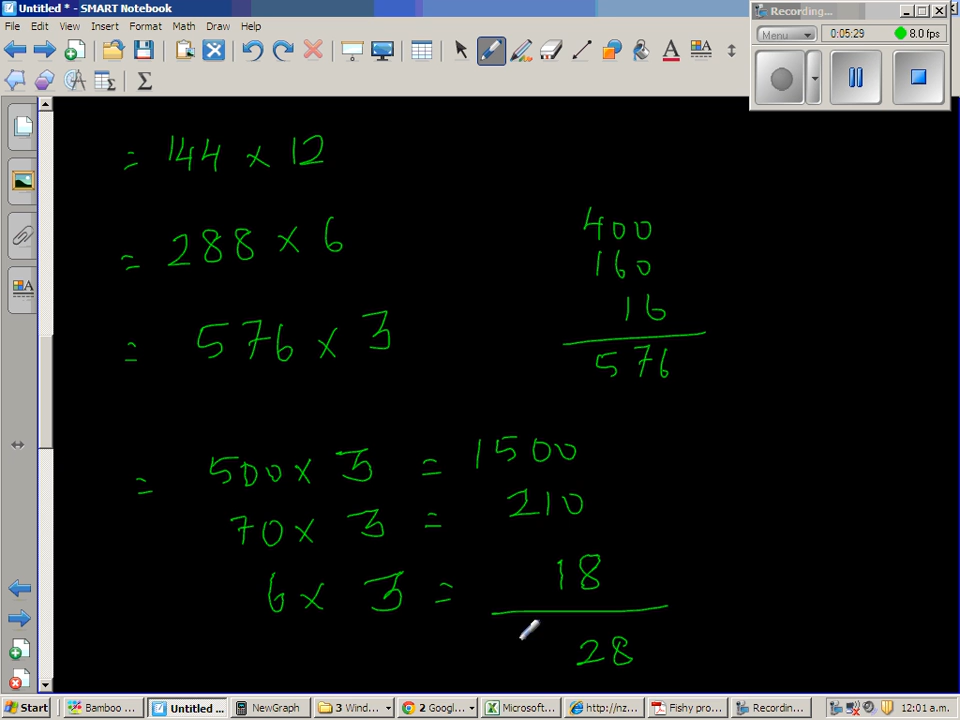 Untitled * - SMART Notebook
Recording...
File Edit View Insert Format Math Draw Help
Menu 0:05:29 8.0 fps
= 144 x 12
= 288 x 6
= 576 x 3
400
160
16
576
= 500 x 3 = 1500
70 x 3 = 210
6 x 3 = 18
28
Start Bamboo ... Untitled ... NewGraph 3 Wind... 2 Googl... Microsoft... http://nz... Fishy pro... Recording... 12:01 a.m.